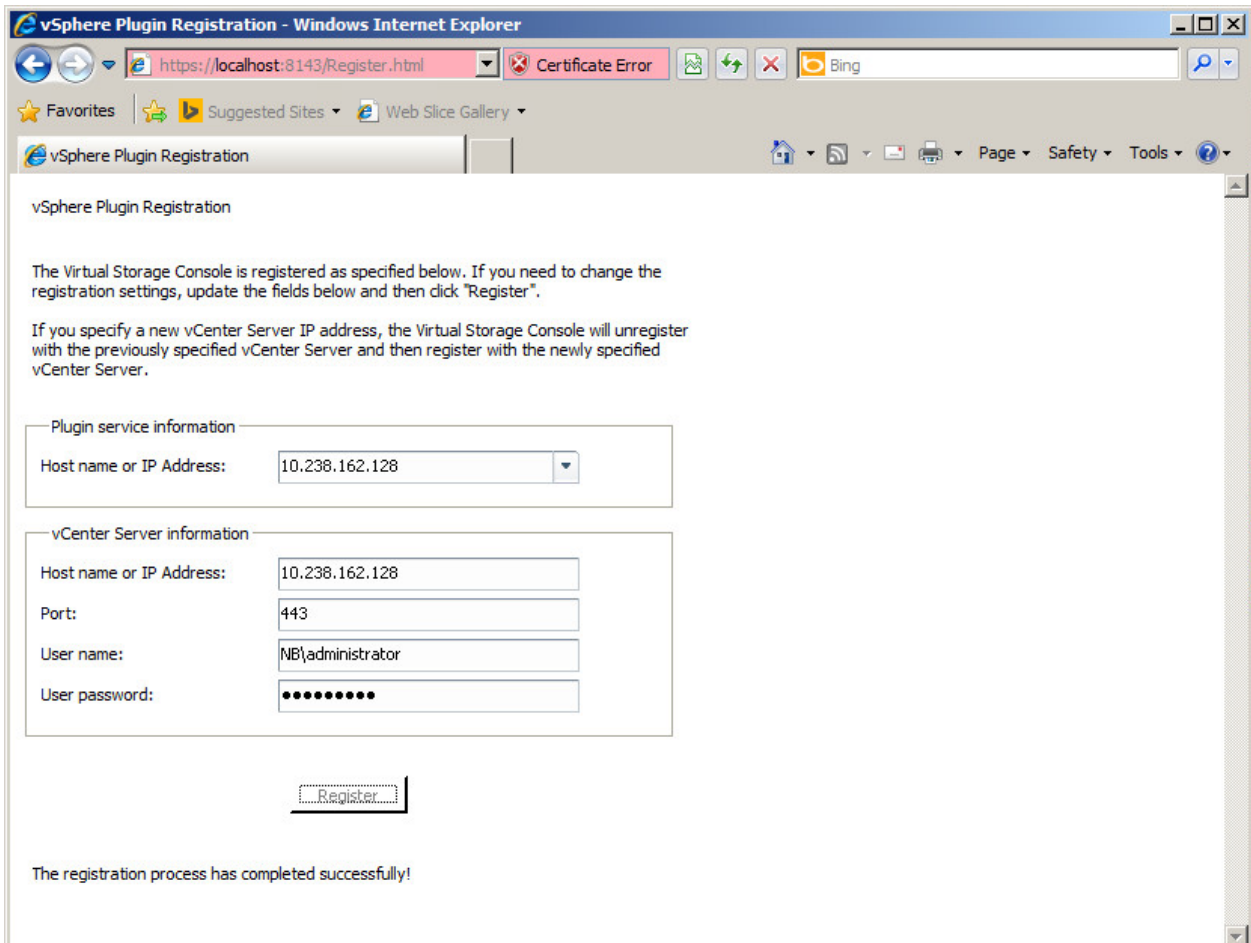 vSphere Plugin Registration - Windows Internet Explorer
https://localhost:8143/Register.html Certificate Error Bing
Favorites Suggested Sites Web Slice Gallery
vSphere Plugin Registration Page Safety Tools
vSphere Plugin Registration
The Virtual Storage Console is registered as specified below. If you need to change the
registration settings, update the fields below and then click "Register".
If you specify a new vCenter Server IP address, the Virtual Storage Console will unregister
with the previously specified vCenter Server and then register with the newly specified
vCenter Server.
Plugin service information
Host name or IP Address: 10.238.162.128
vCenter Server information
Host name or IP Address: 10.238.162.128
Port: 443
User name: NB\administrator
User password: ●●●●●●●●●
Register
The registration process has completed successfully!